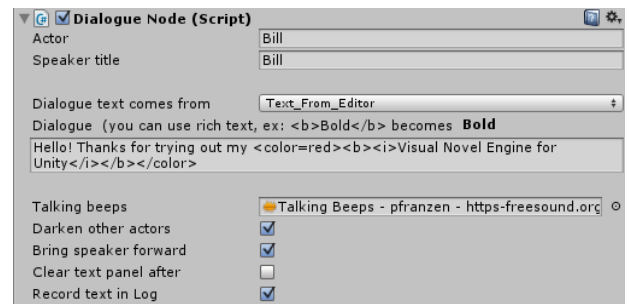 Dialogue Node (Script)
Actor Bill
Speaker title Bill
Dialogue text comes from Text_From_Editor
Dialogue (you can use rich text, ex: <b>Bold</b> becomes Bold
Hello! Thanks for trying out my <color=red><b><i>Visual Novel Engine for
Unity</i></b></color>
Talking beeps Talking Beeps - pfranzen - https-freesound.org
Darken other actors
Bring speaker forward
Clear text panel after
Record text in Log